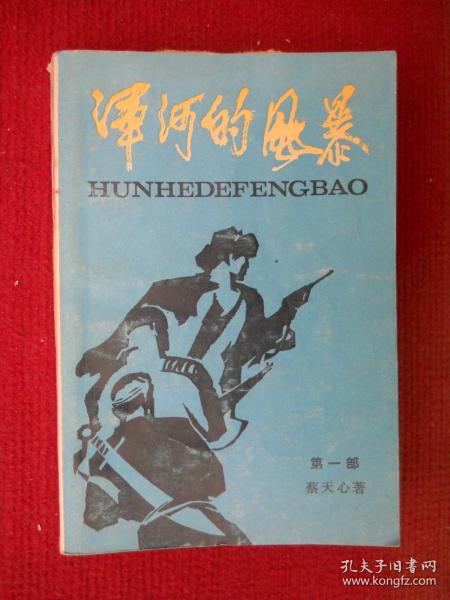 浑河的风暴
HUNHEDEFENGBAO
第一部
蔡天心著
孔夫子旧书网
www.kongfz.com